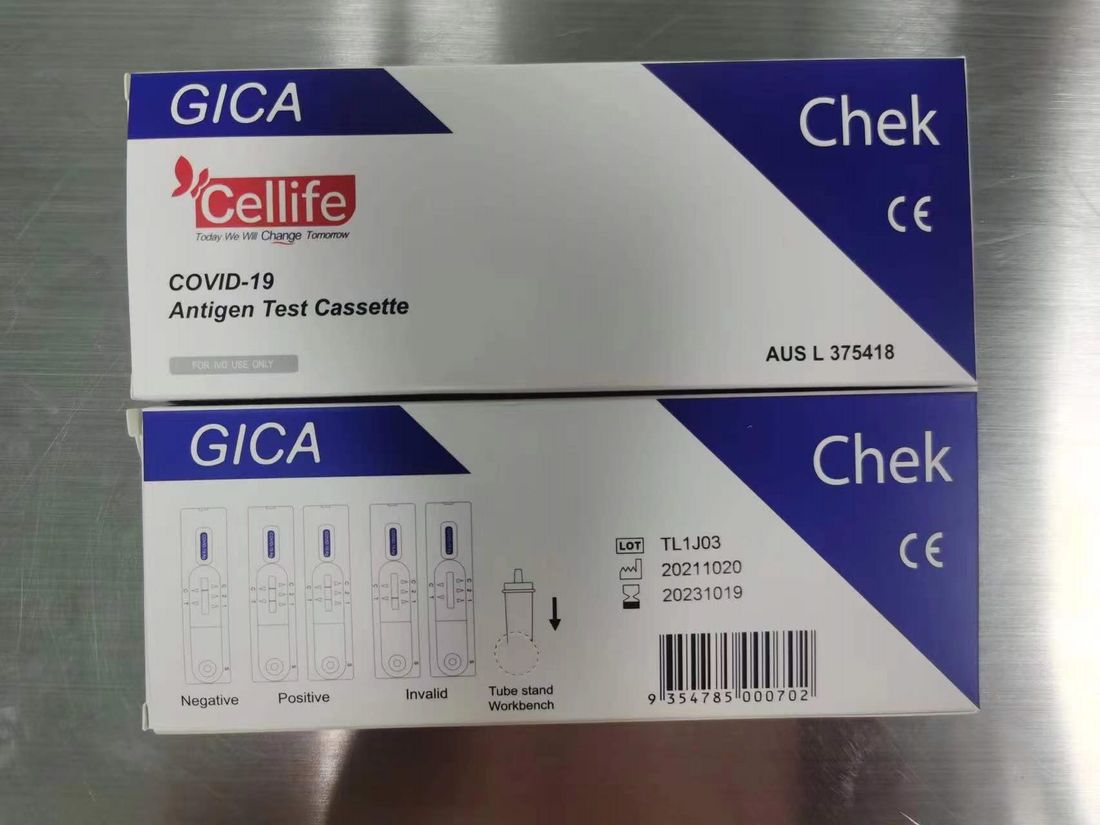 GICA
Chek
Cellife
Today We Will Change Tomorrow
COVID-19
Antigen Test Cassette
FOR IVD USE ONLY
AUS L 375418
CE
GICA
Chek
CE
LOT TL1J03
20211020
20231019
Negative
Positive
Invalid
Tube stand
Workbench
9 354785 000702